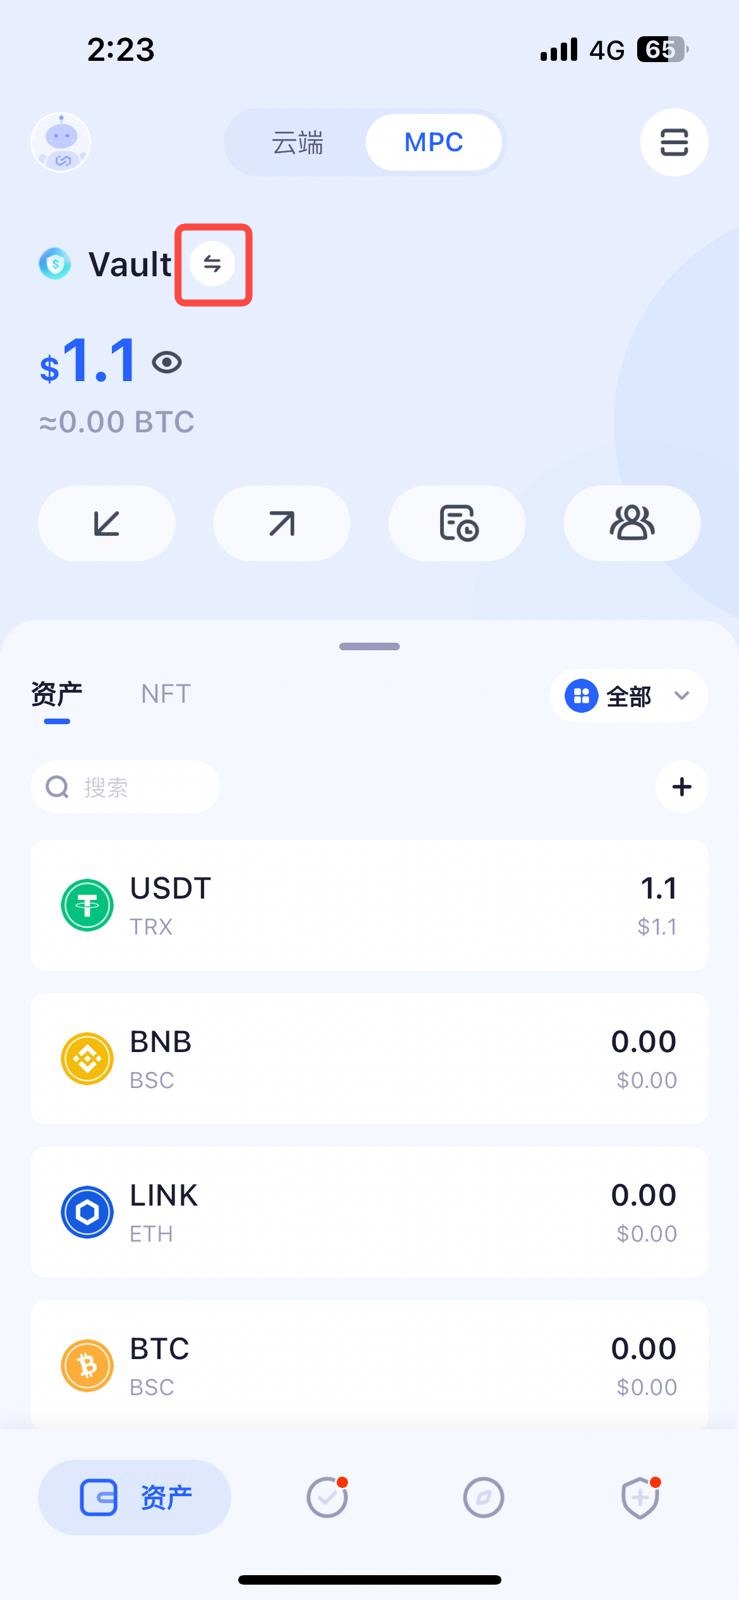 2:23 4G 65
云端 MPC
Vault
$1.1
≈0.00 BTC
资产 NFT 全部
搜索
USDT 1.1
TRX $1.1
BNB 0.00
BSC $0.00
LINK 0.00
ETH $0.00
BTC 0.00
BSC $0.00
资产